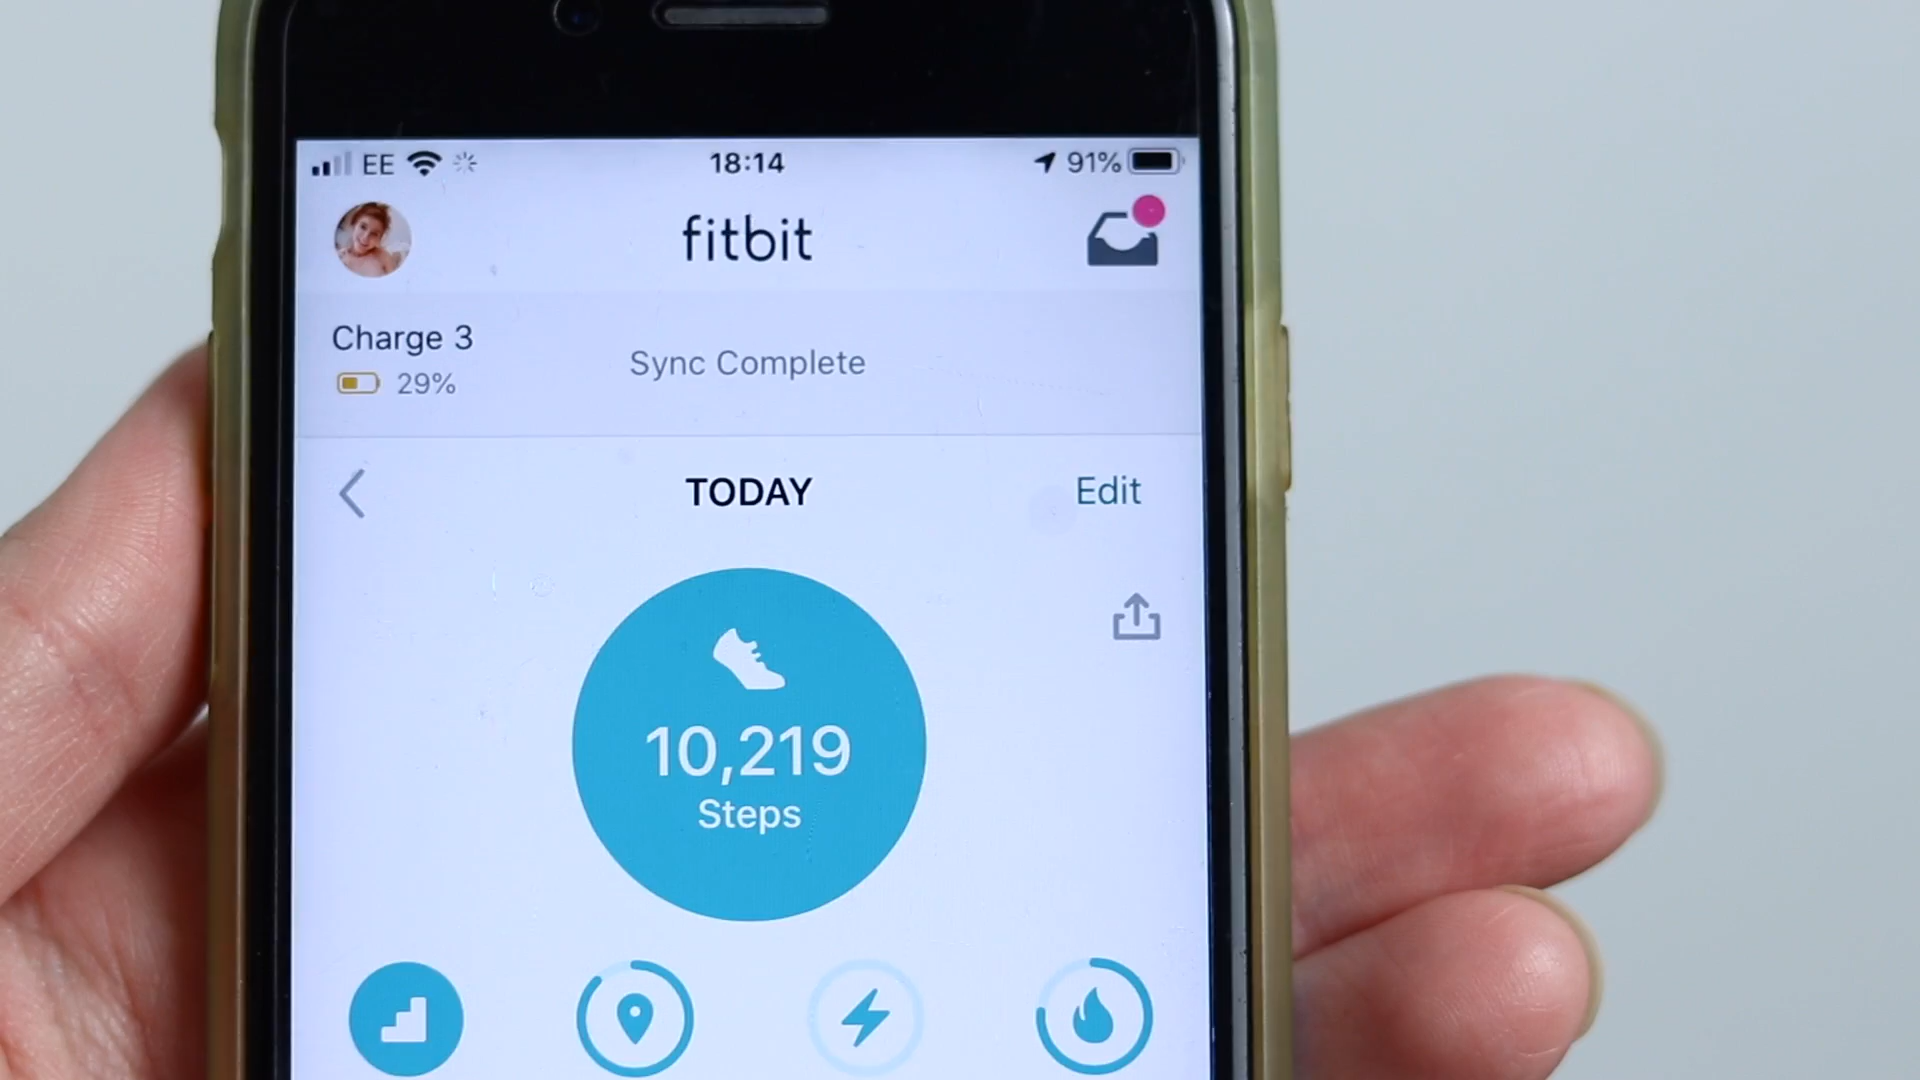 EE 18:14 91%
fitbit
Charge 3
29%
Sync Complete
TODAY Edit
10,219
Steps